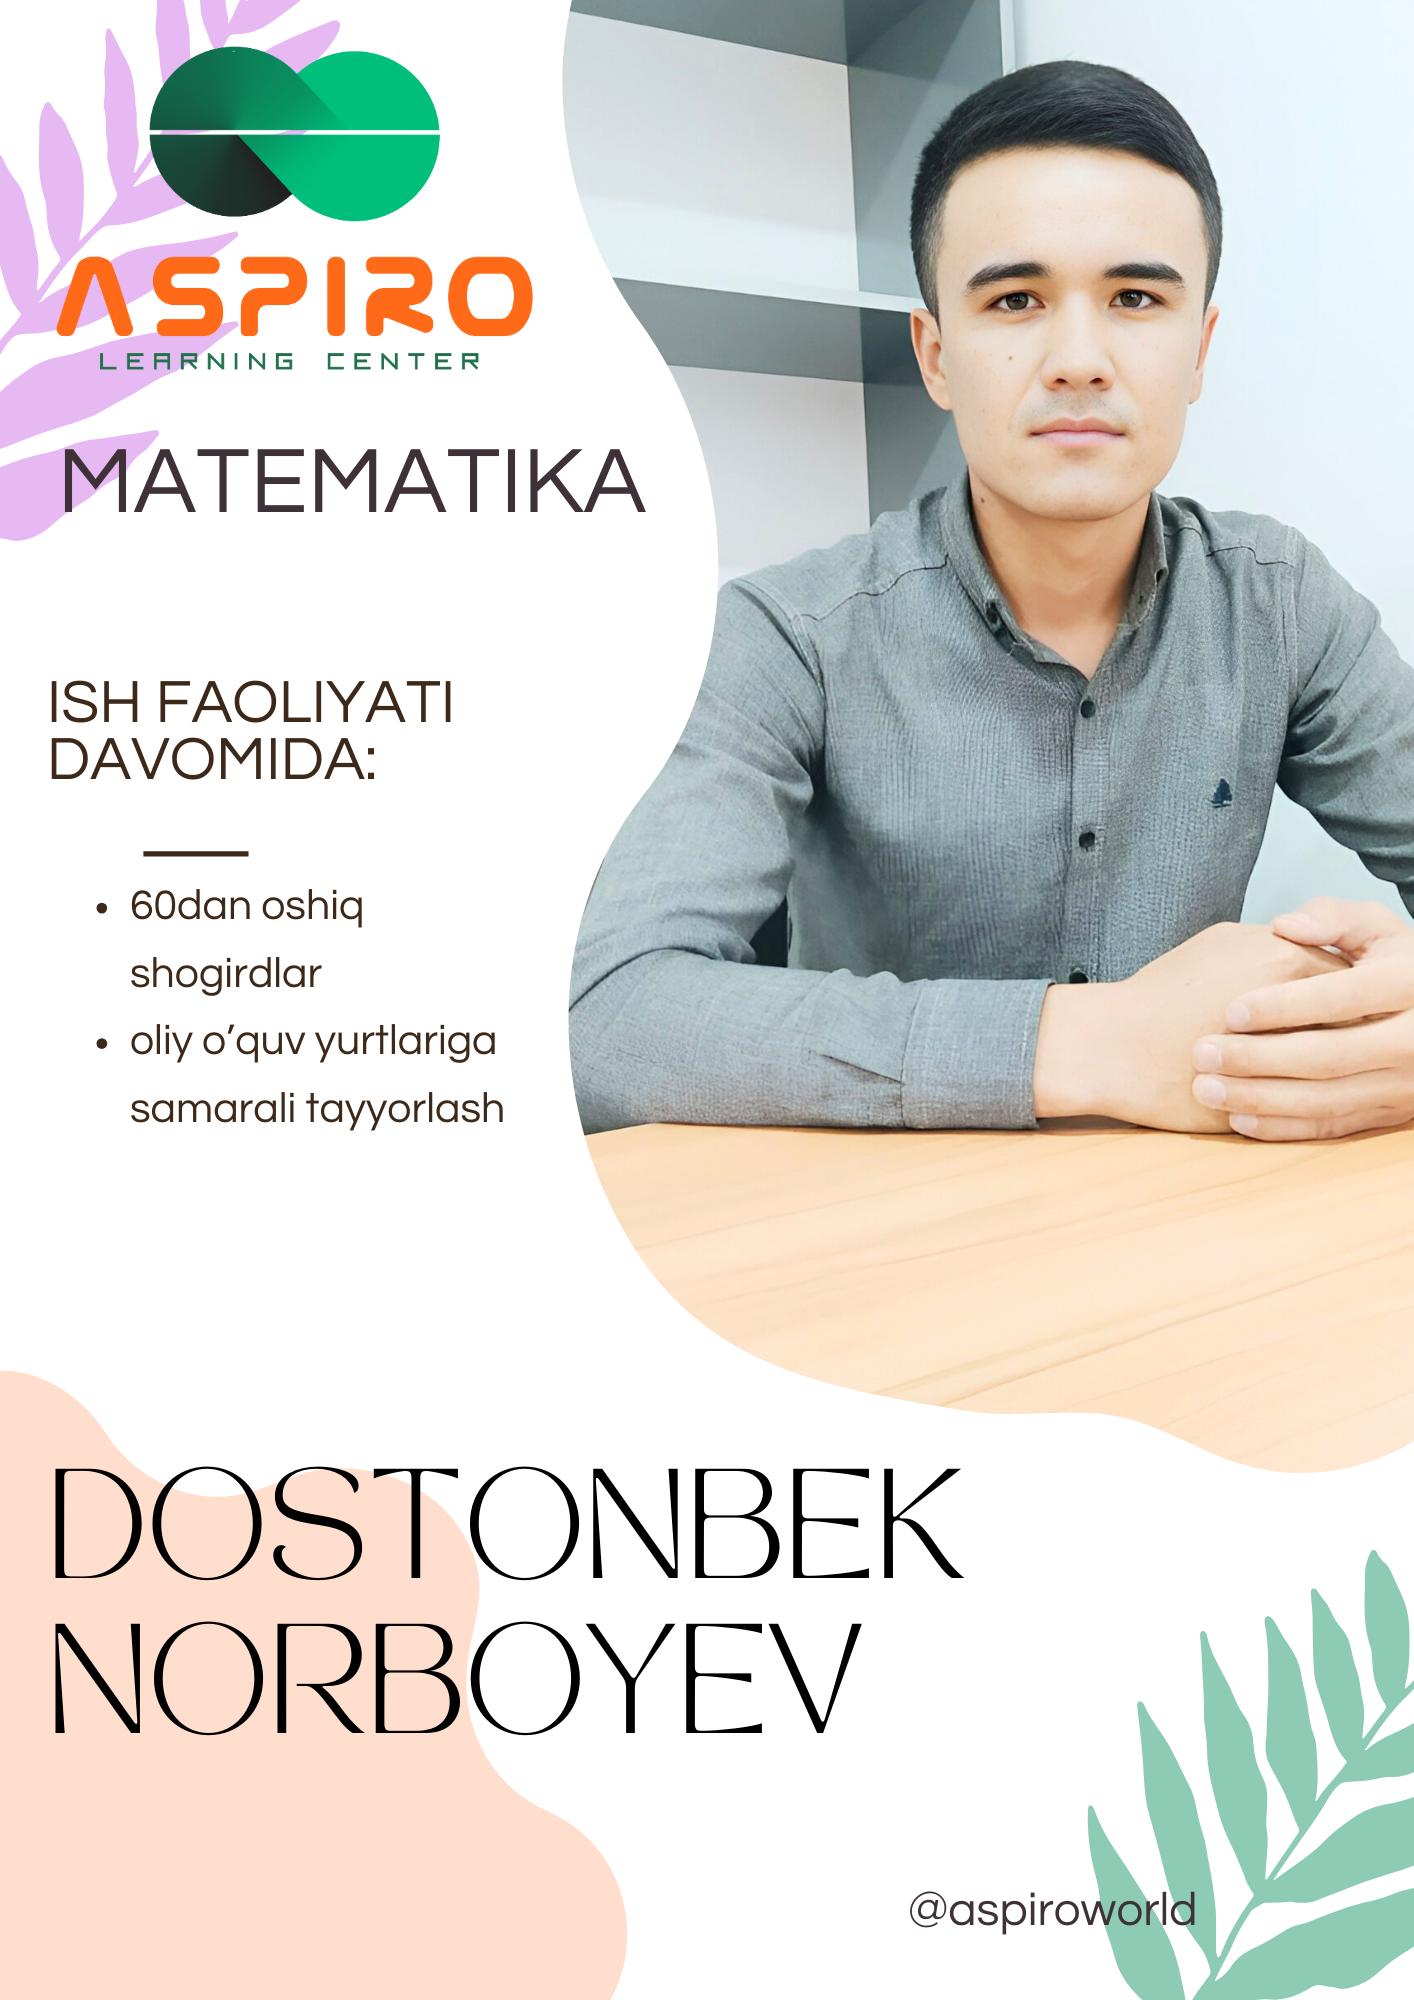 ASPIRO
LEARNING CENTER
MATEMATIKA
ISH FAOLIYATI
DAVOMIDA:
• 60dan oshiq
shogirdlar
• oliy o’quv yurtlariga
samarali tayyorlash
DOSTONBEK
NORBOYEV
@aspiroworld